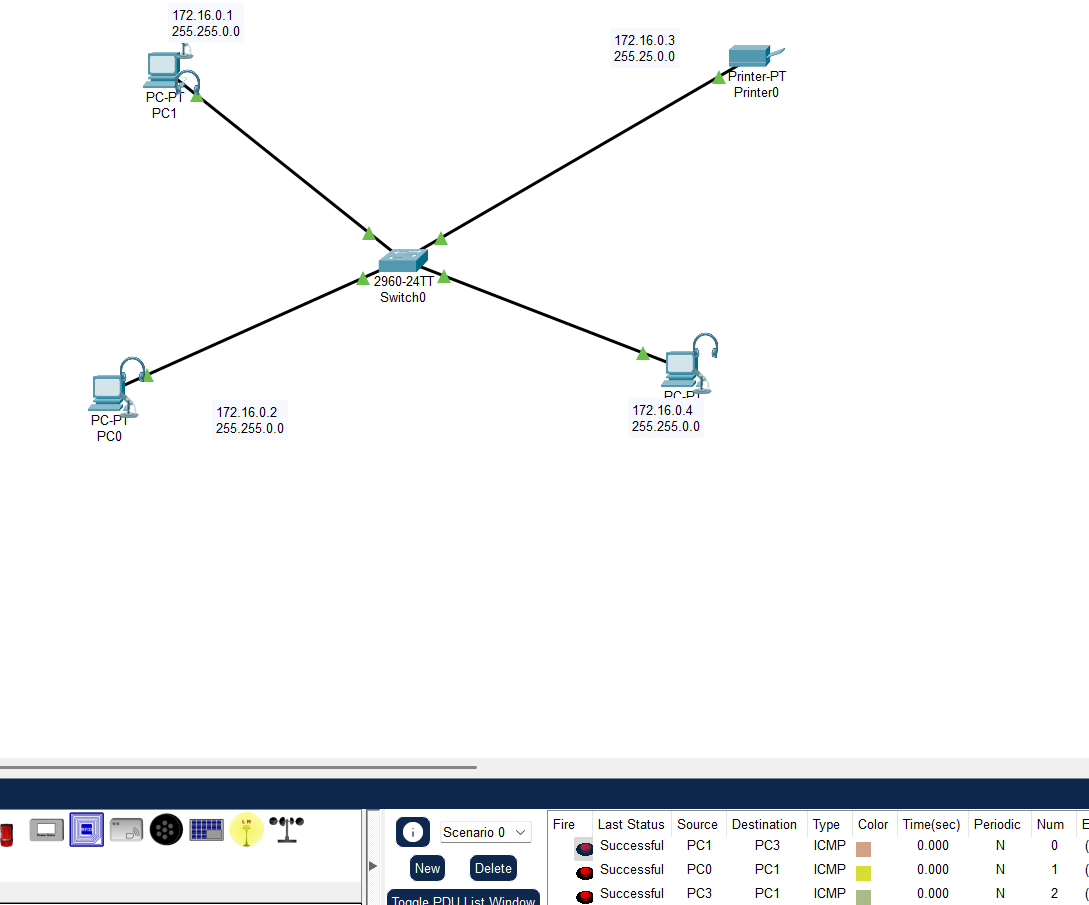 172.16.0.1
255.255.0.0
PC-PT
PC1
172.16.0.3
255.25.0.0
Printer-PT
Printer0
2960-24TT
Switch0
PC-PT
PC0
172.16.0.2
255.255.0.0
PC-PT
172.16.0.4
255.255.0.0
Scenario 0
New
Delete
Toggle PDU List Window
Fire Last Status Source Destination Type Color Time(sec) Periodic Num E
Successful PC1 PC3 ICMP 0.000 N 0 (
Successful PC0 PC1 ICMP 0.000 N 1 (
Successful PC3 PC1 ICMP 0.000 N 2 (